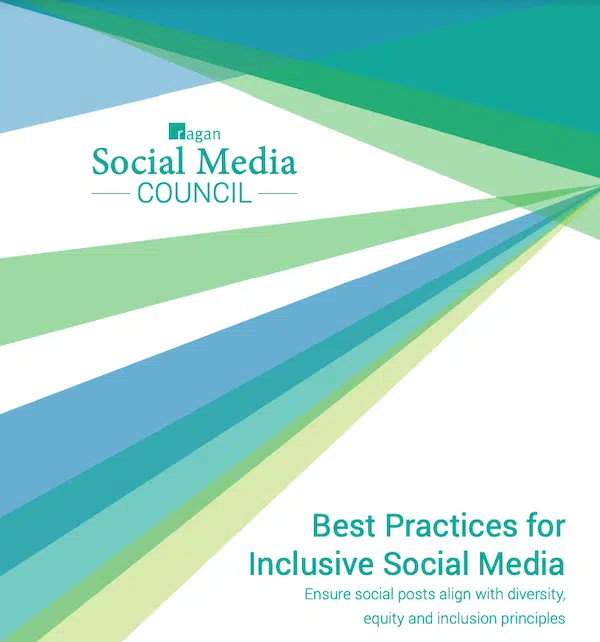 ragan
Social Media
COUNCIL
Best Practices for
Inclusive Social Media
Ensure social posts align with diversity,
equity and inclusion principles